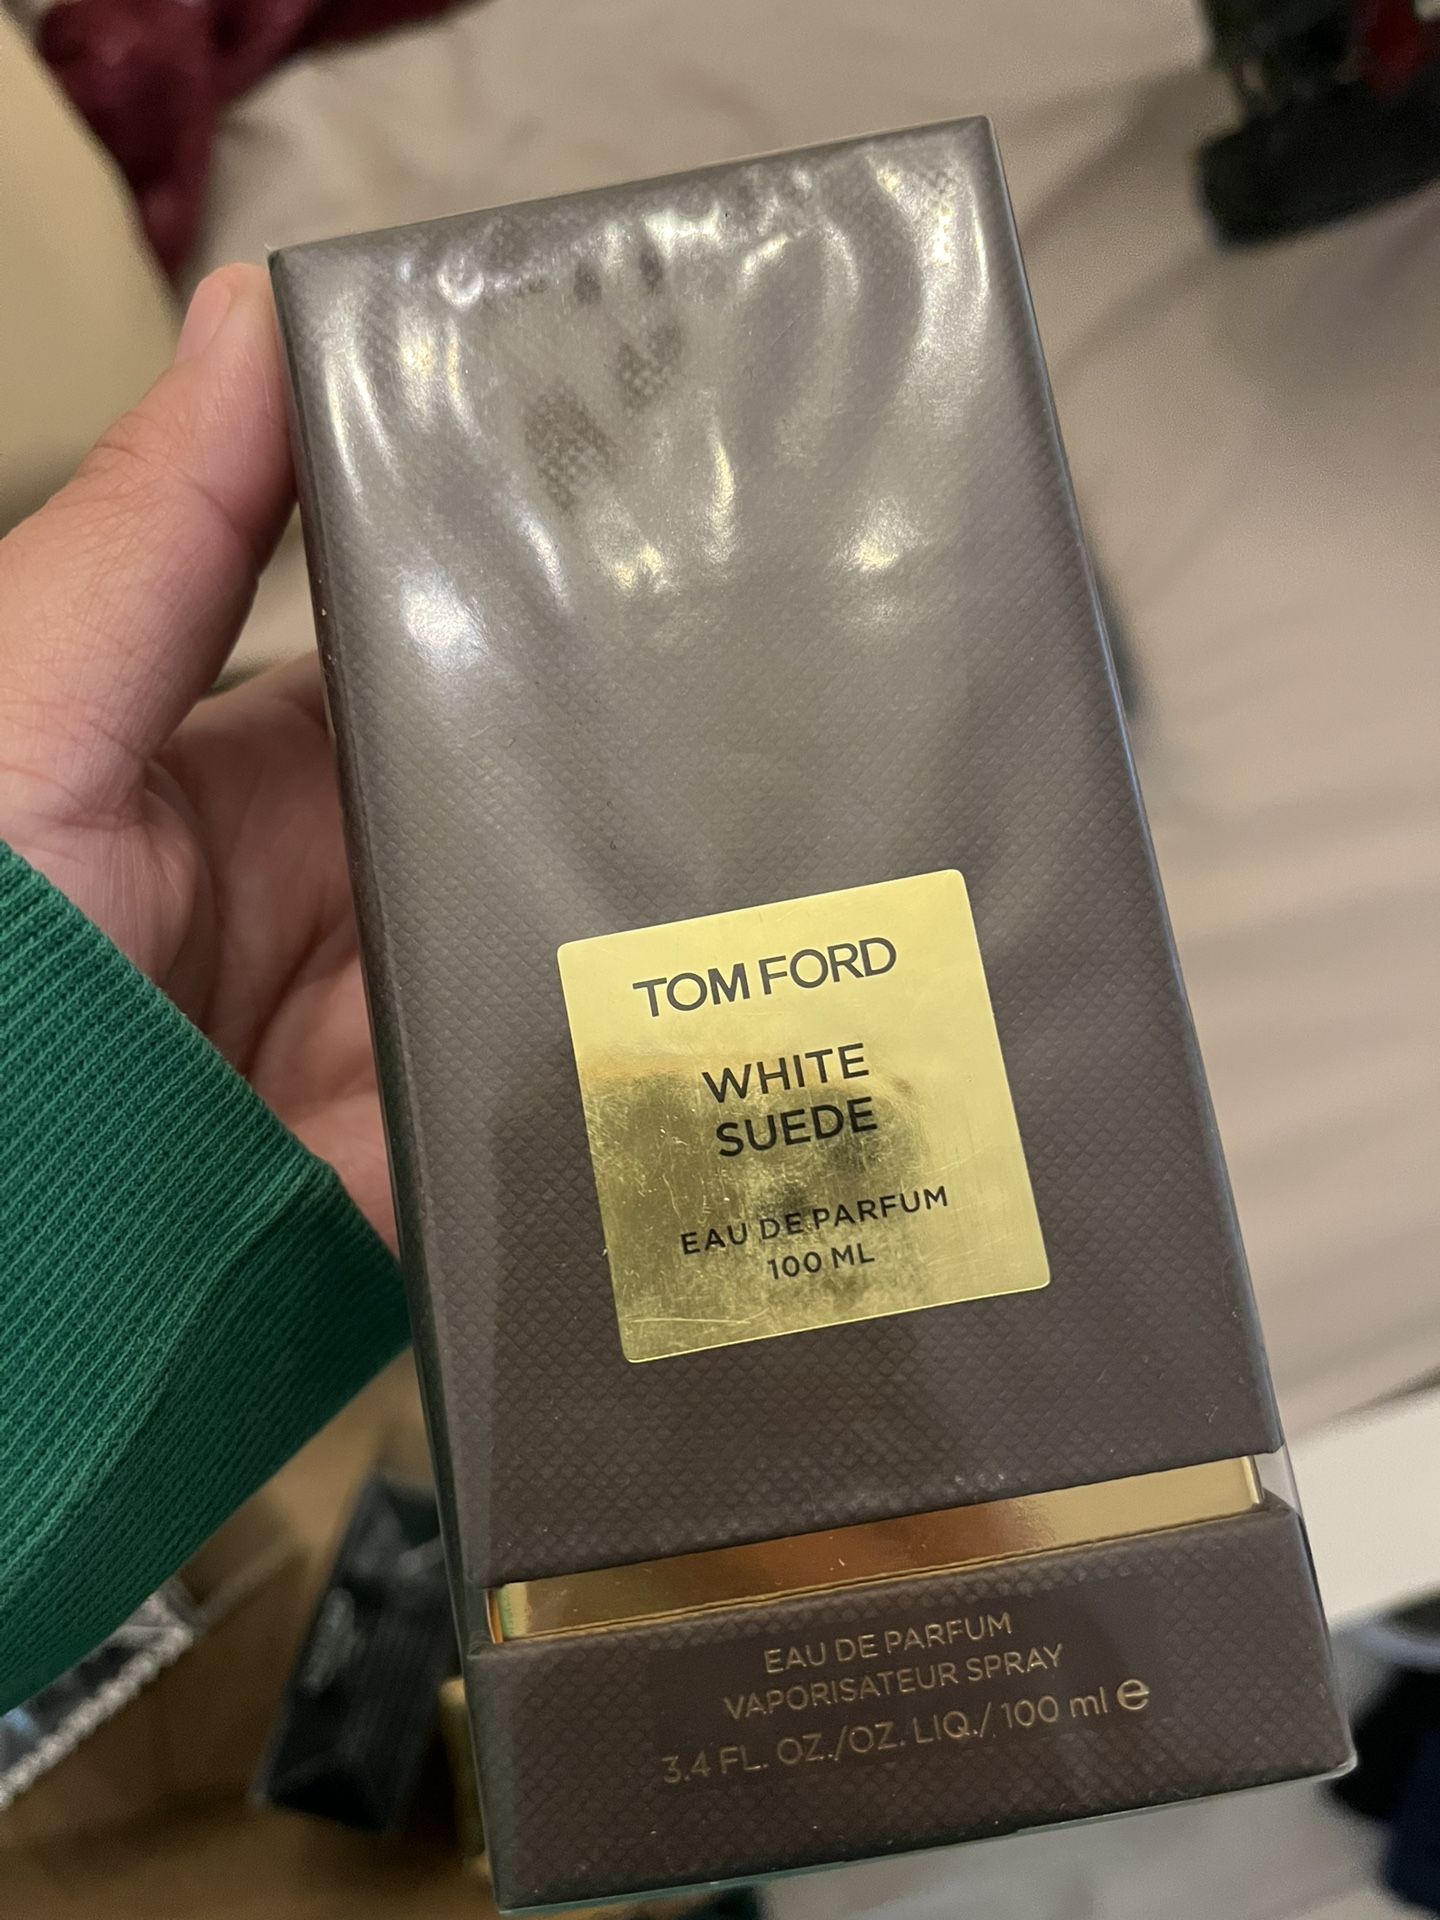 TOM FORD
WHITE
SUEDE
EAU DE PARFUM
100 ML
EAU DE PARFUM
VAPORISATEUR SPRAY
3.4 FL. OZ./OZ. LIQ./ 100 ml ℮